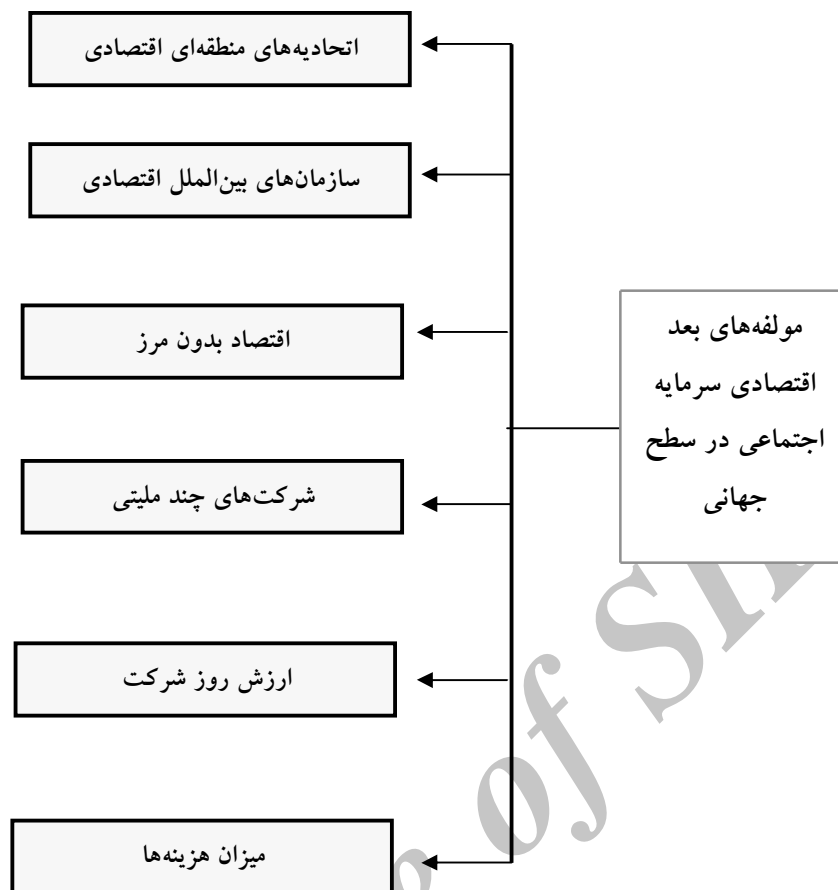 اتحادیه‌های منطقه‌ای اقتصادی
سازمان‌های بین‌الملل اقتصادی
اقتصاد بدون مرز
مولفه‌های بعد
اقتصادی سرمایه
اجتماعی در سطح
جهانی
شرکت‌های چند ملیتی
ارزش روز شرکت
میزان هزینه‌ها
of